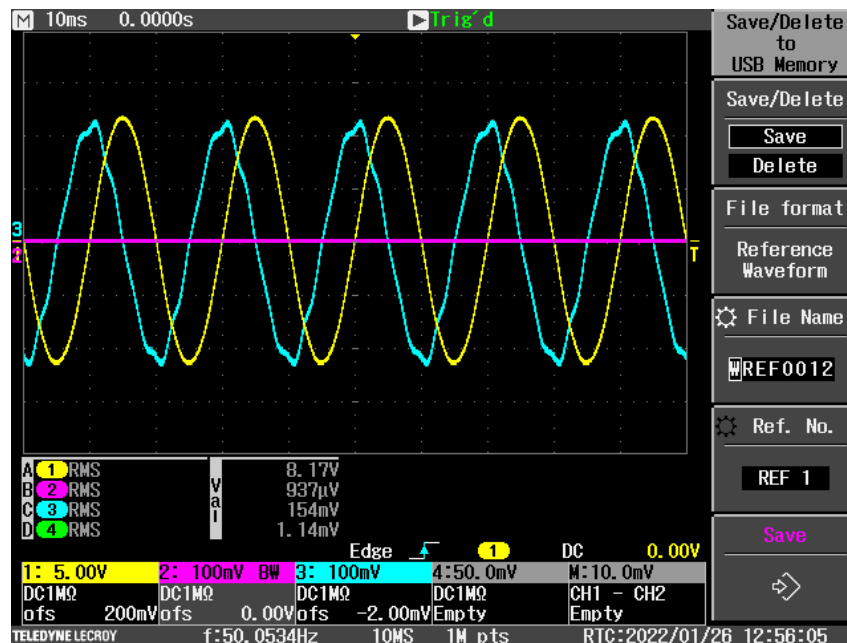 M 10ms 0.0000s Trig'd
Save/Delete
to
USB Memory
Save/Delete
Save
Delete
File format
Reference
Waveform
File Name
WREF0012
Ref. No.
REF 1
Save
3
2
T
A 1 RMS 8.17V
B 2 RMS 937μV
C 3 RMS 154mV
D 4 RMS 1.14mV
Val
Edge 1 DC 0.00V
1: 5.00V 2: 100mV BW 3: 100mV 4:50.0mV M:10.0mV
DC1MΩ DC1MΩ DC1MΩ DC1MΩ CH1 - CH2
ofs 200mV ofs 0.00V ofs -2.00mV Empty Empty
TELEDYNE LECROY f:50.0534Hz 10MS 1M pts RTC:2022/01/26 12:56:05